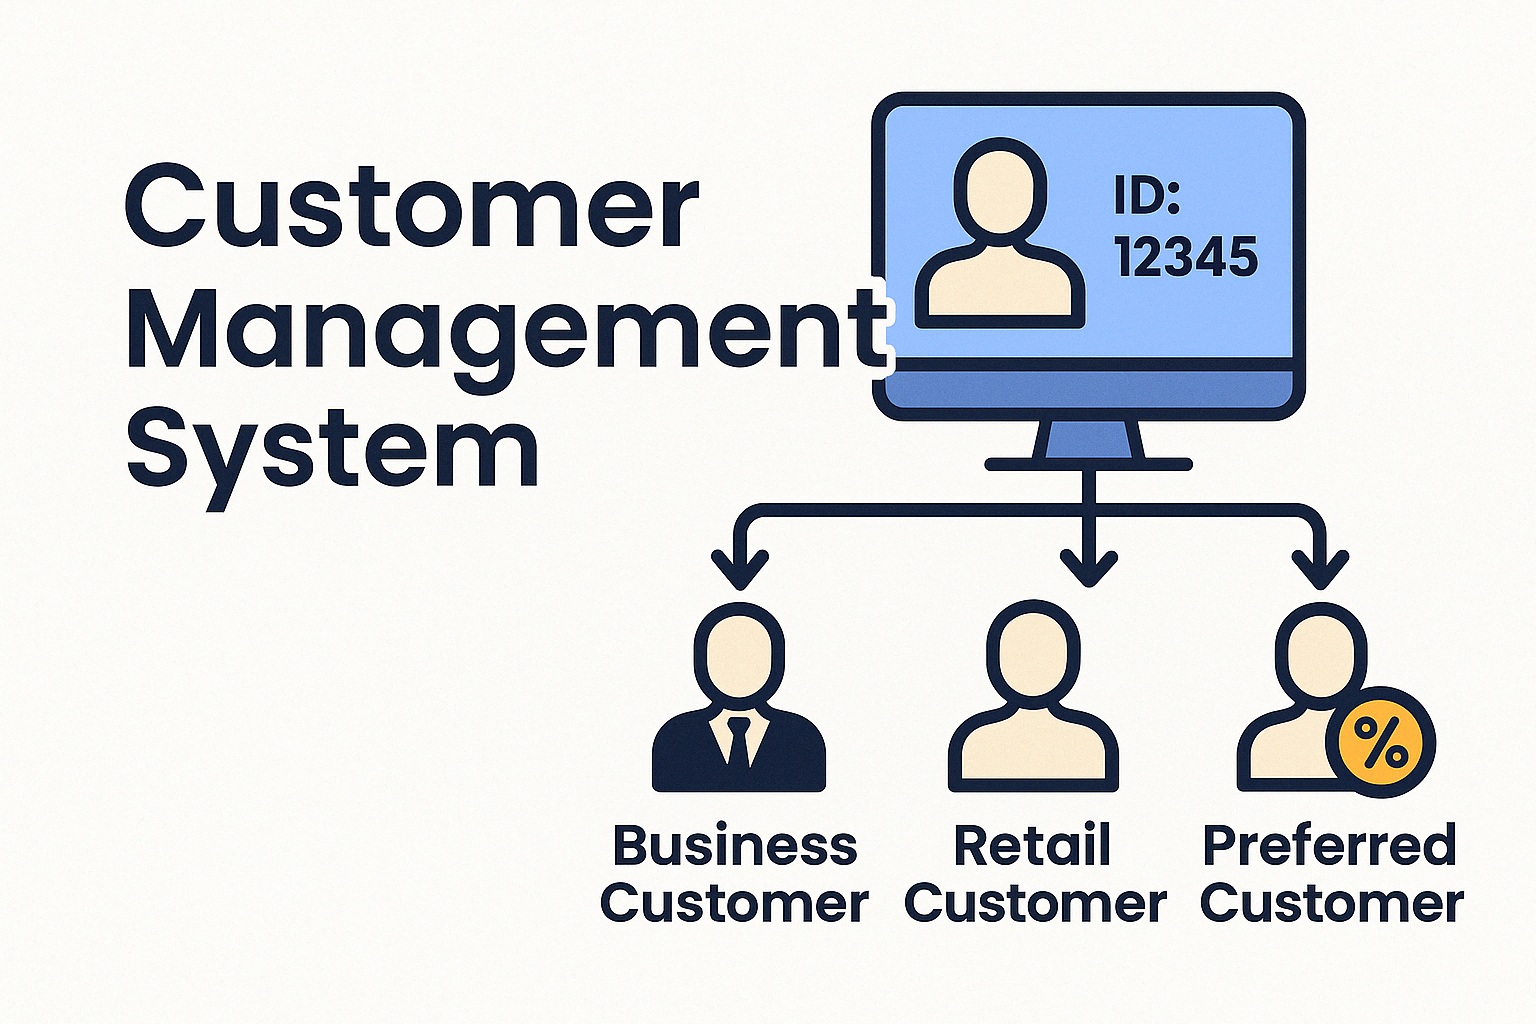 Customer
Management
System
ID:
12345
%
Business
Customer
Retail
Customer
Preferred
Customer